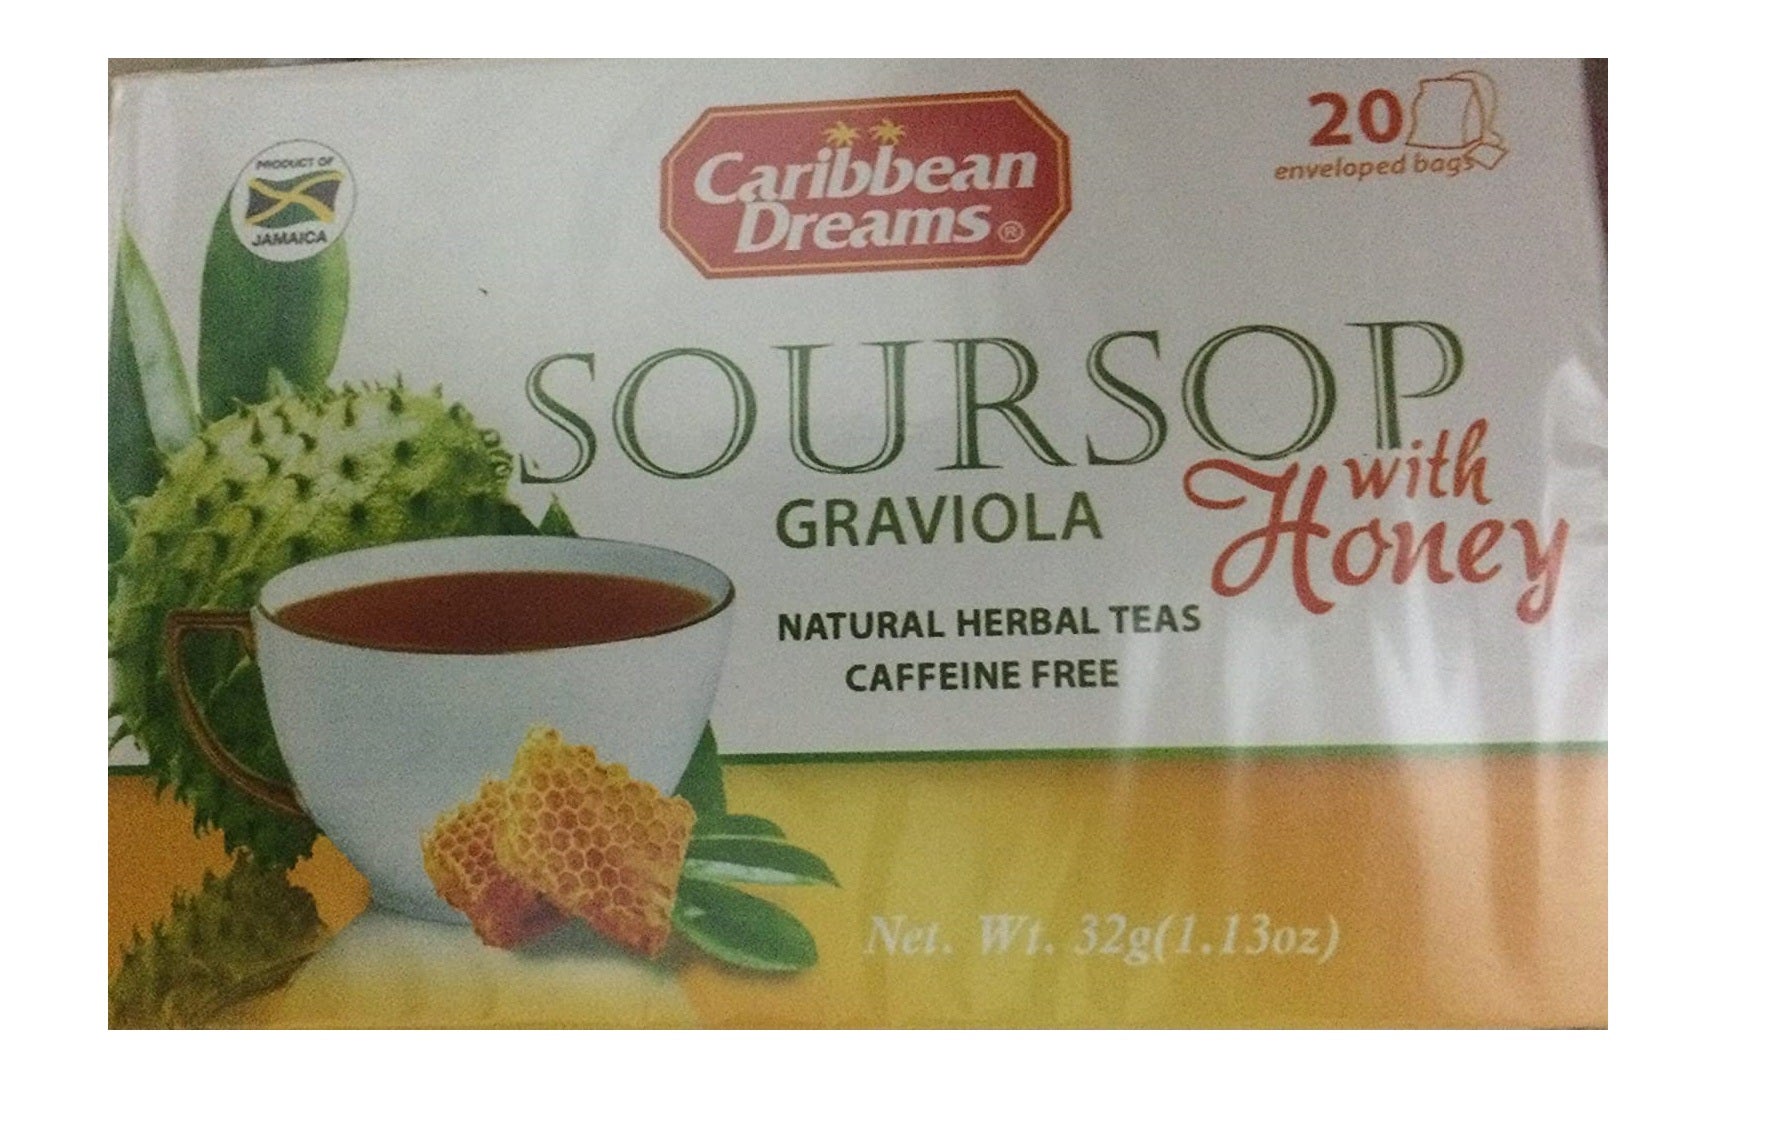 PRODUCT OF
JAMAICA
Caribbean
Dreams®
20
enveloped bags
SOURSOP
with
Honey
GRAVIOLA
NATURAL HERBAL TEAS
CAFFEINE FREE
Net. Wt. 32g(1.13oz)